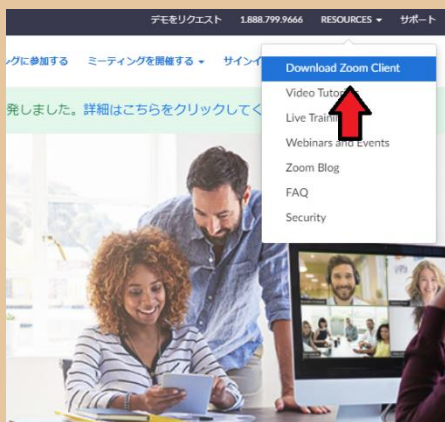 デモをリクエスト 1.888.799.9666 RESOURCES サポート
グに参加する ミーティングを開催する サインイ
Download Zoom Client
Video Tutor
発しました。詳細はこちらをクリックしてく
Live Traini
Webinars and Events
Zoom Blog
FAQ
Security